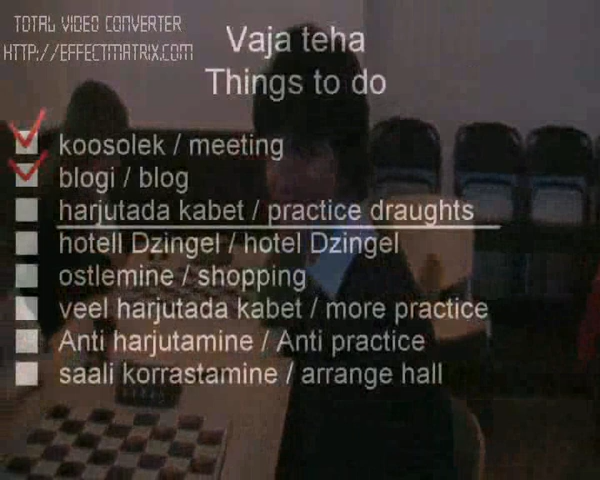 TOTAL VIDEO CONVERTER
HTTP://EFFECTMATRIX.COM
Vaja teha
Things to do
koosolek / meeting
blogi / blog
harjutada kabet / practice draughts
hotell Dzingel / hotel Dzingel
ostlemine / shopping
veel harjutada kabet / more practice
Anti harjutamine / Anti practice
saali korrastamine / arrange hall